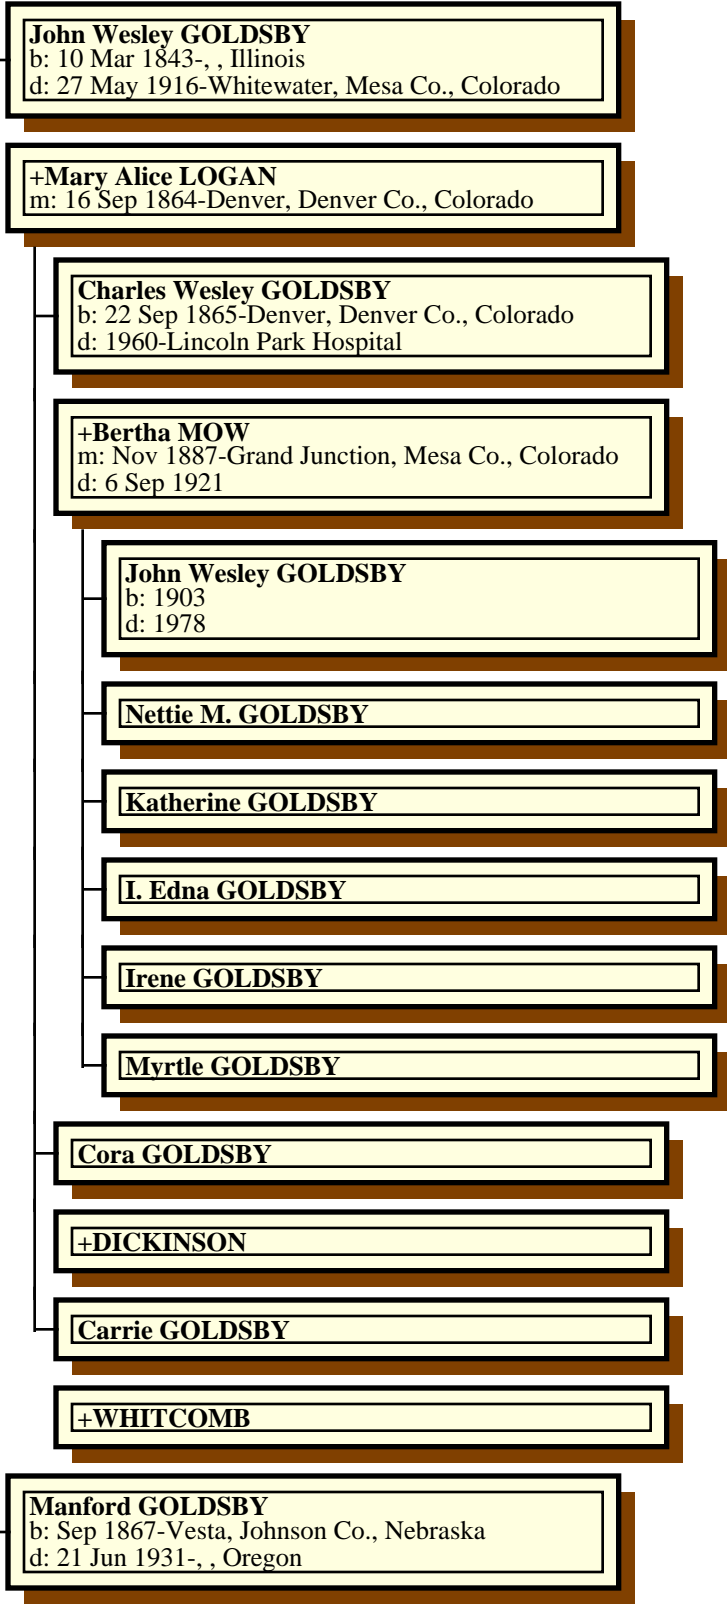 John Wesley GOLDSBY
b: 10 Mar 1843-, , Illinois
d: 27 May 1916-Whitewater, Mesa Co., Colorado
+Mary Alice LOGAN
m: 16 Sep 1864-Denver, Denver Co., Colorado
Charles Wesley GOLDSBY
b: 22 Sep 1865-Denver, Denver Co., Colorado
d: 1960-Lincoln Park Hospital
+Bertha MOW
m: Nov 1887-Grand Junction, Mesa Co., Colorado
d: 6 Sep 1921
John Wesley GOLDSBY
b: 1903
d: 1978
Nettie M. GOLDSBY
Katherine GOLDSBY
I. Edna GOLDSBY
Irene GOLDSBY
Myrtle GOLDSBY
Cora GOLDSBY
+DICKINSON
Carrie GOLDSBY
+WHITCOMB
Manford GOLDSBY
b: Sep 1867-Vesta, Johnson Co., Nebraska
d: 21 Jun 1931-, , Oregon